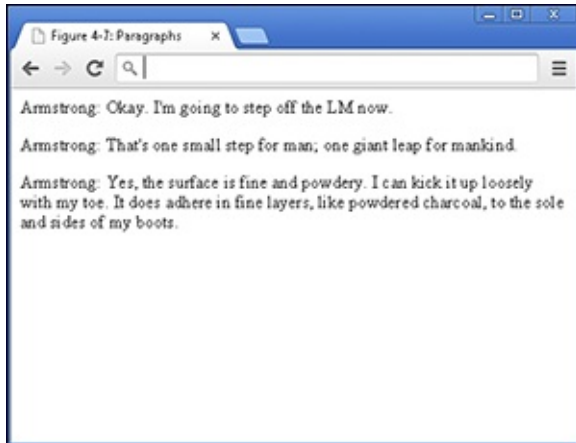 Figure 4-7: Paragraphs
Armstrong: Okay. I'm going to step off the LM now.
Armstrong: That's one small step for man; one giant leap for mankind.
Armstrong: Yes, the surface is fine and powdery. I can kick it up loosely
with my toe. It does adhere in fine layers, like powdered charcoal, to the sole
and sides of my boots.